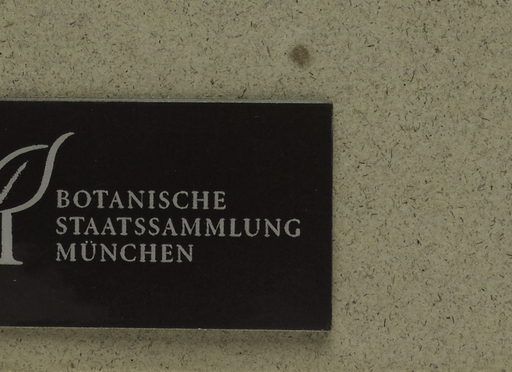 BOTANISCHE
STAATSSAMMLUNG
MÜNCHEN